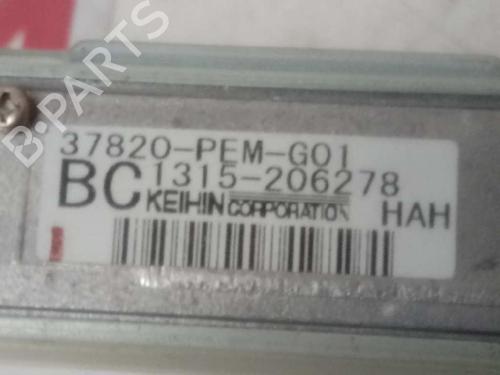 B-PARTS
37820-PEM-G01
BC 1315-206278
KEIHIN CORPORATION HAH